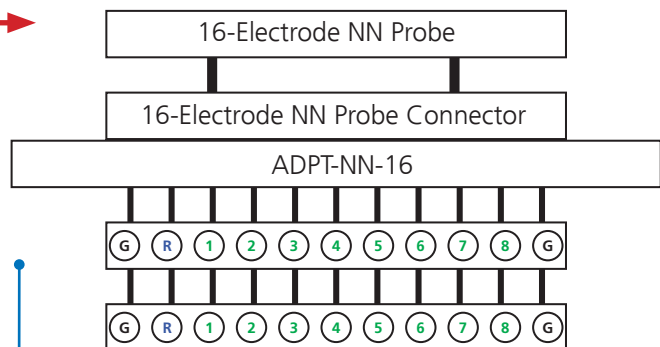 16-Electrode NN Probe
16-Electrode NN Probe Connector
ADPT-NN-16
G R 1 2 3 4 5 6 7 8 G
G R 1 2 3 4 5 6 7 8 G